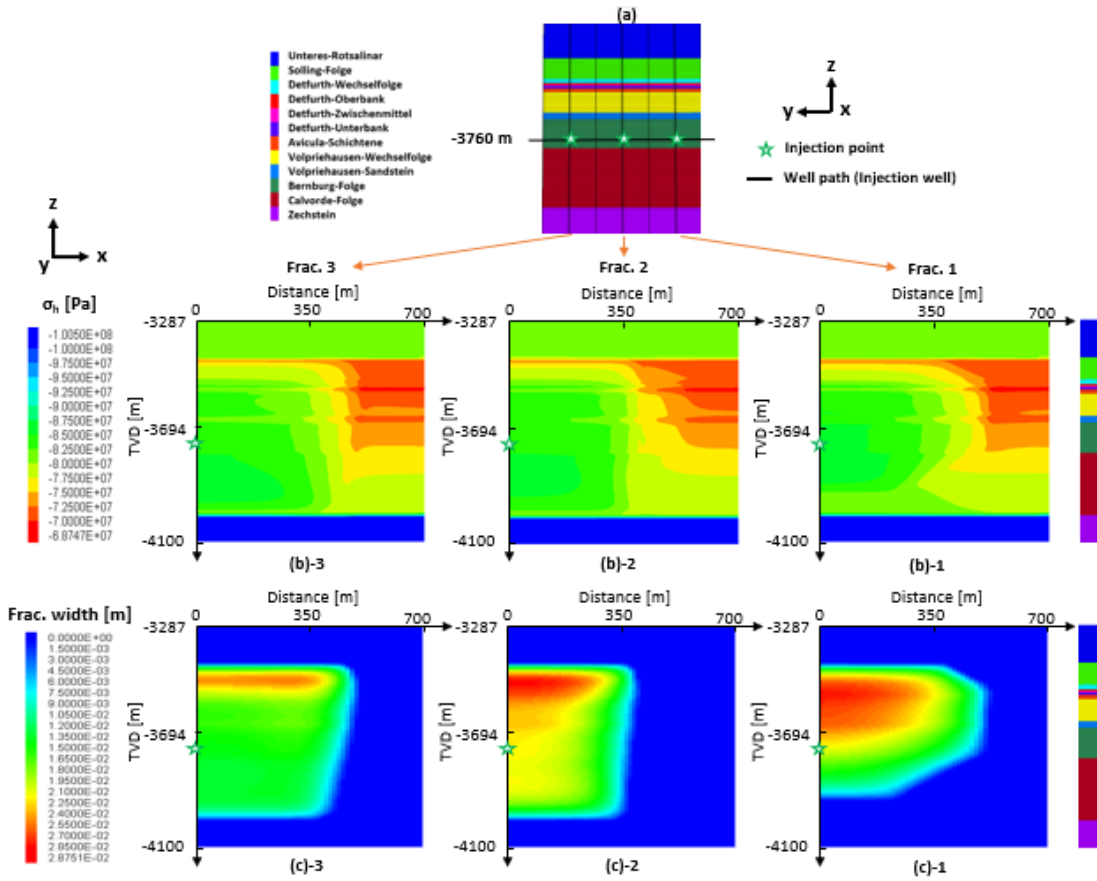 (a)
Unteres-Rotsalinar
Solling-Folge
Detfurth-Wechselfolge
Detfurth-Oberbank
Detfurth-Zwischenmittel
Detfurth-Unterbank
Avicula-Schichtene
Volpriehausen-Wechselfolge
Volpriehausen-Sandstein
Bernburg-Folge
Calvorde-Folge
Zechstein
-3760 m
z
y
x
Injection point
Well path (Injection well)
z
y
x
Frac. 3
Frac. 2
Frac. 1
Distance [m]
Distance [m]
Distance [m]
σh [Pa]
-1.0050E+08
-1.0000E+08
-9.7500E+07
-9.5000E+07
-9.2500E+07
-9.0000E+07
-8.7500E+07
-8.5000E+07
-8.2500E+07
-8.0000E+07
-7.7500E+07
-7.5000E+07
-7.2500E+07
-7.0000E+07
-6.8747E+07
0 350 700
-3287
TVD [m]
-3694
-4100
(b)-3
0 350 700
-3287
TVD [m]
-3694
-4100
(b)-2
0 350 700
-3287
TVD [m]
-3694
-4100
(b)-1
Frac. width [m]
0.0000E+00
1.5000E-03
3.0000E-03
4.5000E-03
6.0000E-03
7.5000E-03
9.0000E-03
1.0500E-02
1.2000E-02
1.3500E-02
1.5000E-02
1.6500E-02
1.8000E-02
1.9500E-02
2.1000E-02
2.2500E-02
2.4000E-02
2.5500E-02
2.7000E-02
2.8500E-02
2.8751E-02
Distance [m]
0 350 700
-3287
TVD [m]
-3694
-4100
(c)-3
Distance [m]
0 350 700
-3287
TVD [m]
-3694
-4100
(c)-2
Distance [m]
0 350 700
-3287
TVD [m]
-3694
-4100
(c)-1